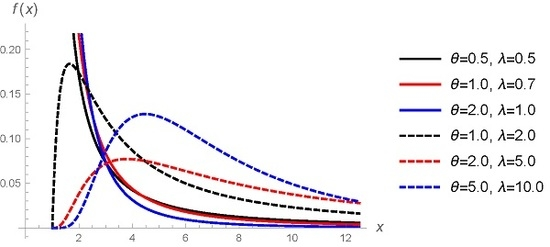 f(x)
0.20
0.15
0.10
0.05
2 4 6 8 10 12 x
θ=0.5, λ=0.5
θ=1.0, λ=0.7
θ=2.0, λ=1.0
θ=1.0, λ=2.0
θ=2.0, λ=5.0
θ=5.0, λ=10.0